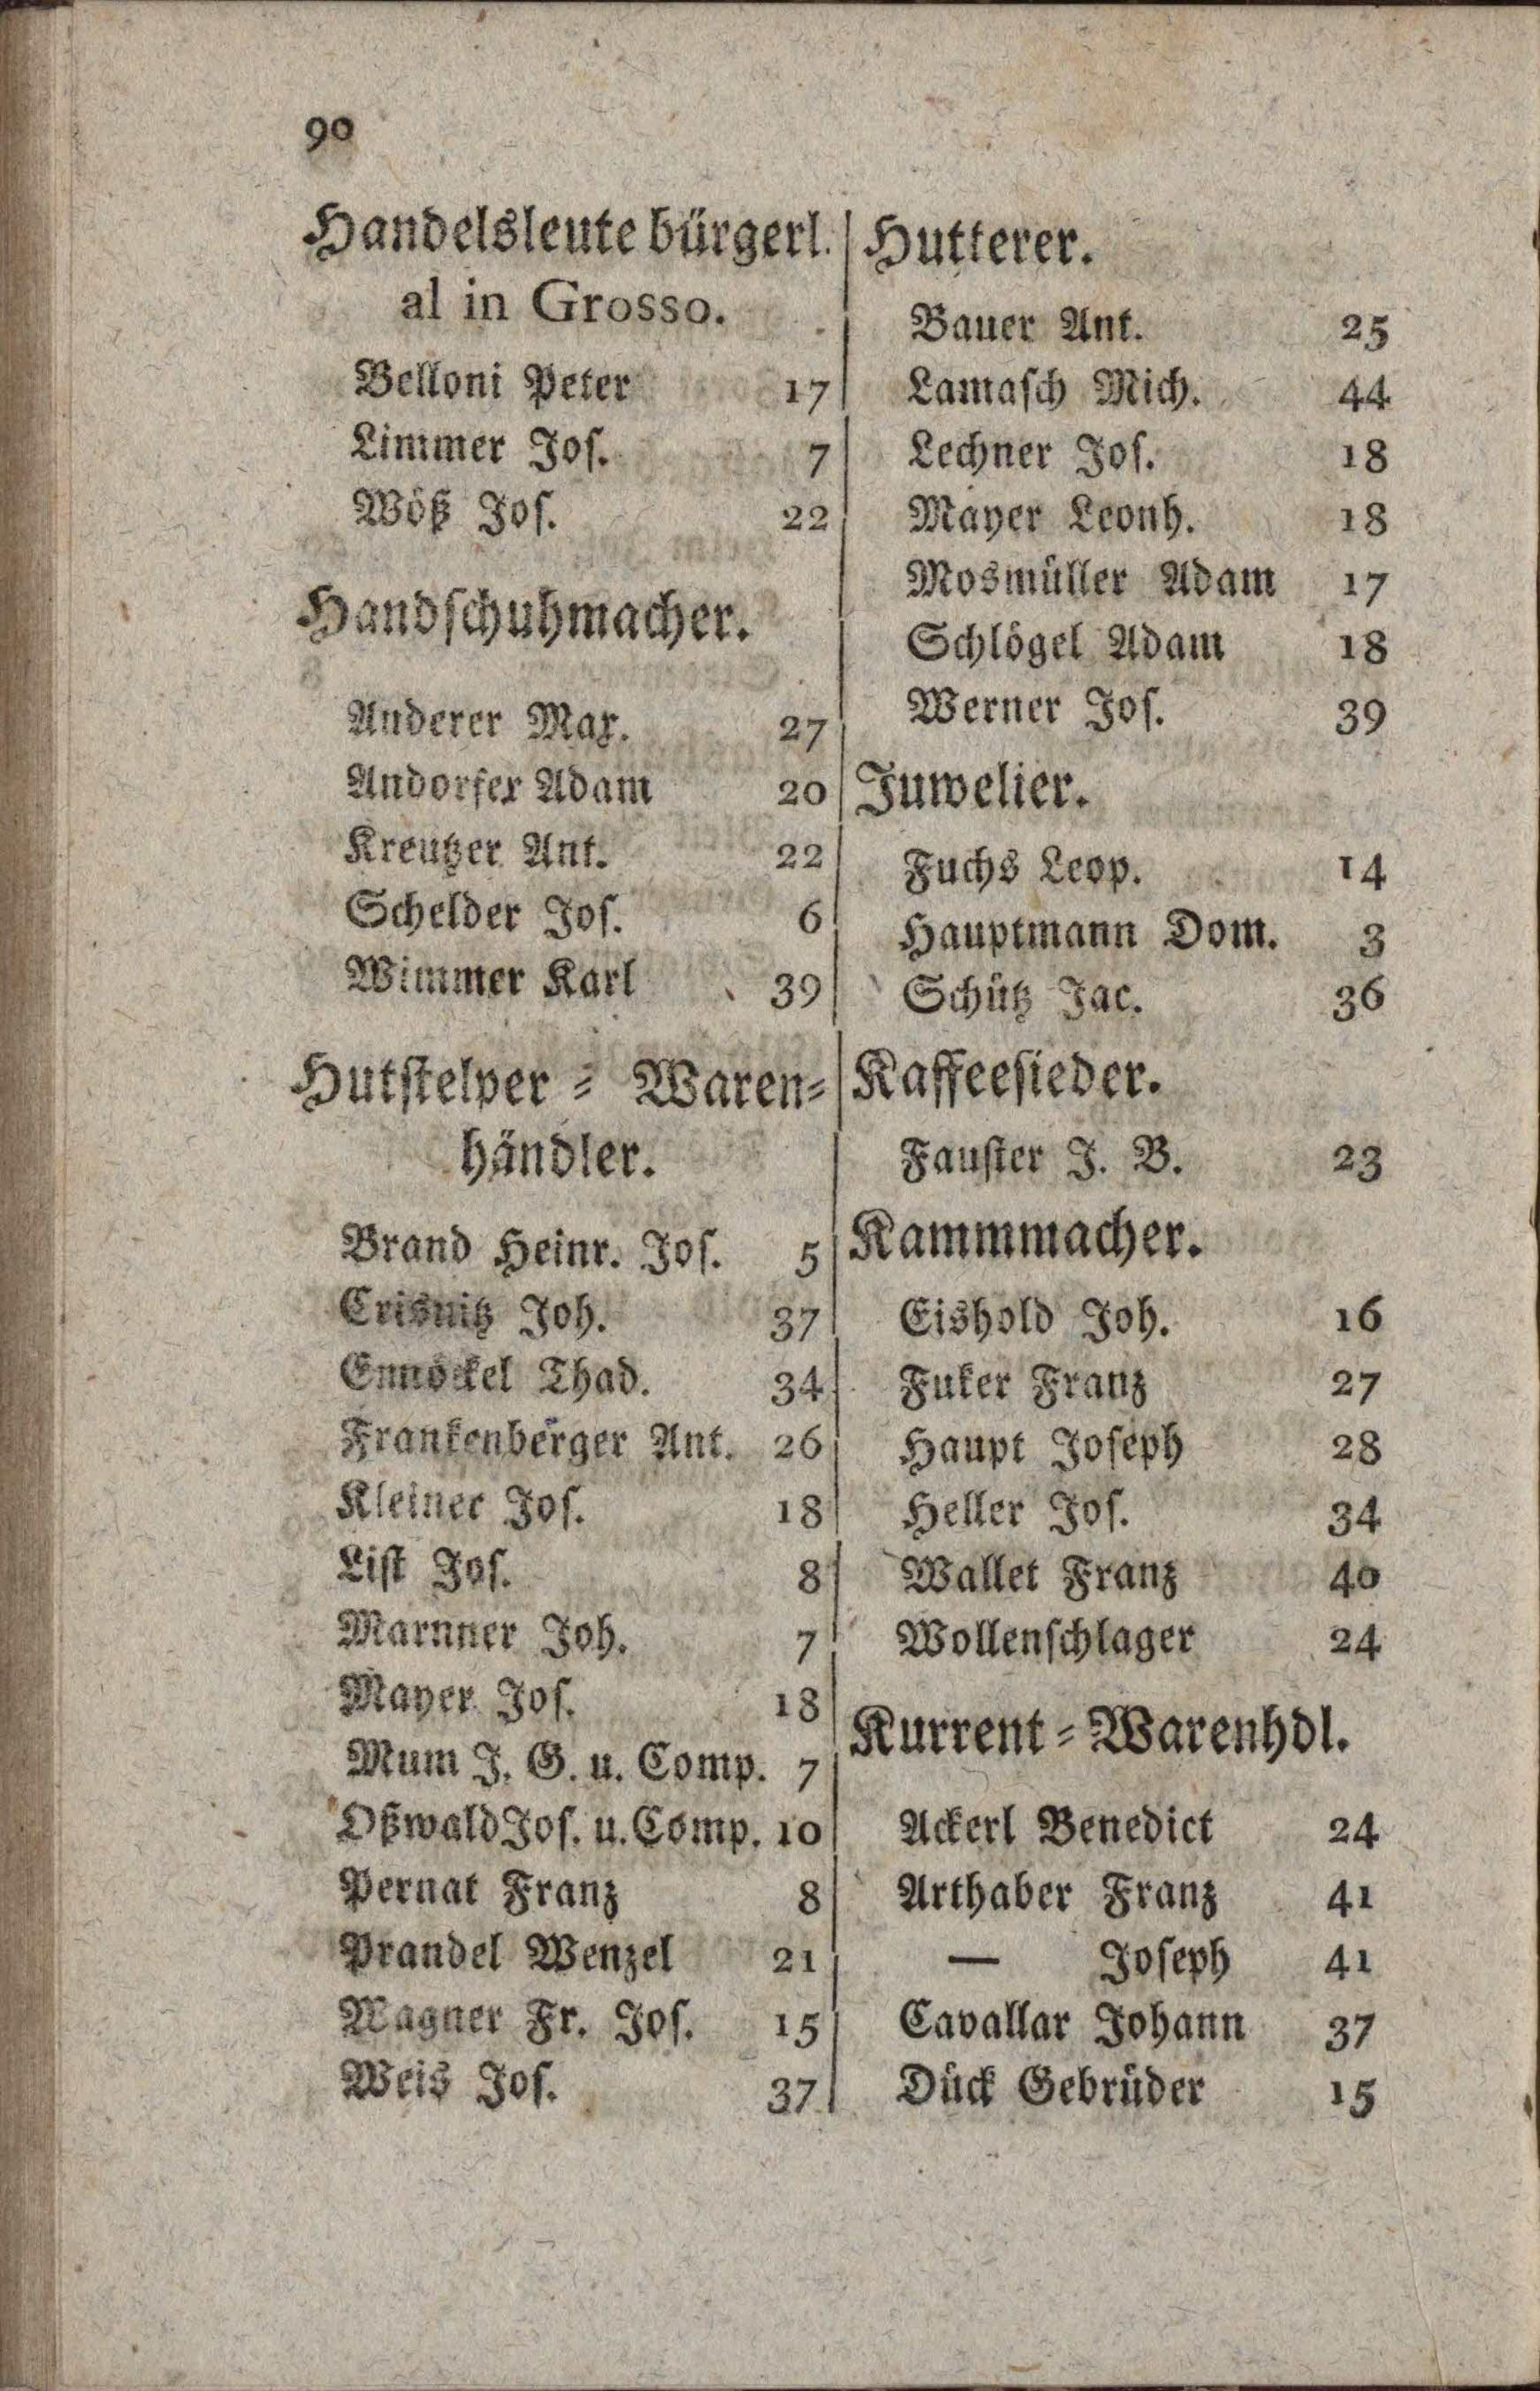 90
Handelsleute bürgerl.
al in Grosso.
Belloni Peter 17
Limmer Jos. 7
Wöß Jos. 22
Handschuhmacher.
Anderer Max. 27
Andorfer Adam 20
Kreutzer Ant. 22
Schelder Jos. 6
Wimmer Karl 39
Hutstelper = Waren=
händler.
Brand Heinr. Jos. 5
Crisnitz Joh. 37
Ennöckel Thad. 34
Frankenberger Ant. 26
Kleiner Jos. 18
List Jos. 8
Marnner Joh. 7
Mayer Jos. 18
Mum J. G. u. Comp. 7
Oßwald Jos. u. Comp. 10
Pernat Franz 8
Prandel Wenzel 21
Wagner Fr. Jos. 15
Weis Jos. 37
Hutterer.
Bauer Ant. 25
Lamasch Mich. 44
Lechner Jos. 18
Mayer Leonh. 18
Mosmüller Adam 17
Schlögel Adam 18
Werner Jos. 39
Juwelier.
Fuchs Leop. 14
Hauptmann Dom. 3
Schütz Jac. 36
Kaffeesieder.
Fauster J. B. 23
Kammmacher.
Eishold Joh. 16
Fuker Franz 27
Haupt Joseph 28
Heller Jos. 34
Wallet Franz 40
Wollenschlager 24
Kurrent = Warenhdl.
Ackerl Benedict 24
Arthaber Franz 41
— Joseph 41
Cavallar Johann 37
Dück Gebrüder 15